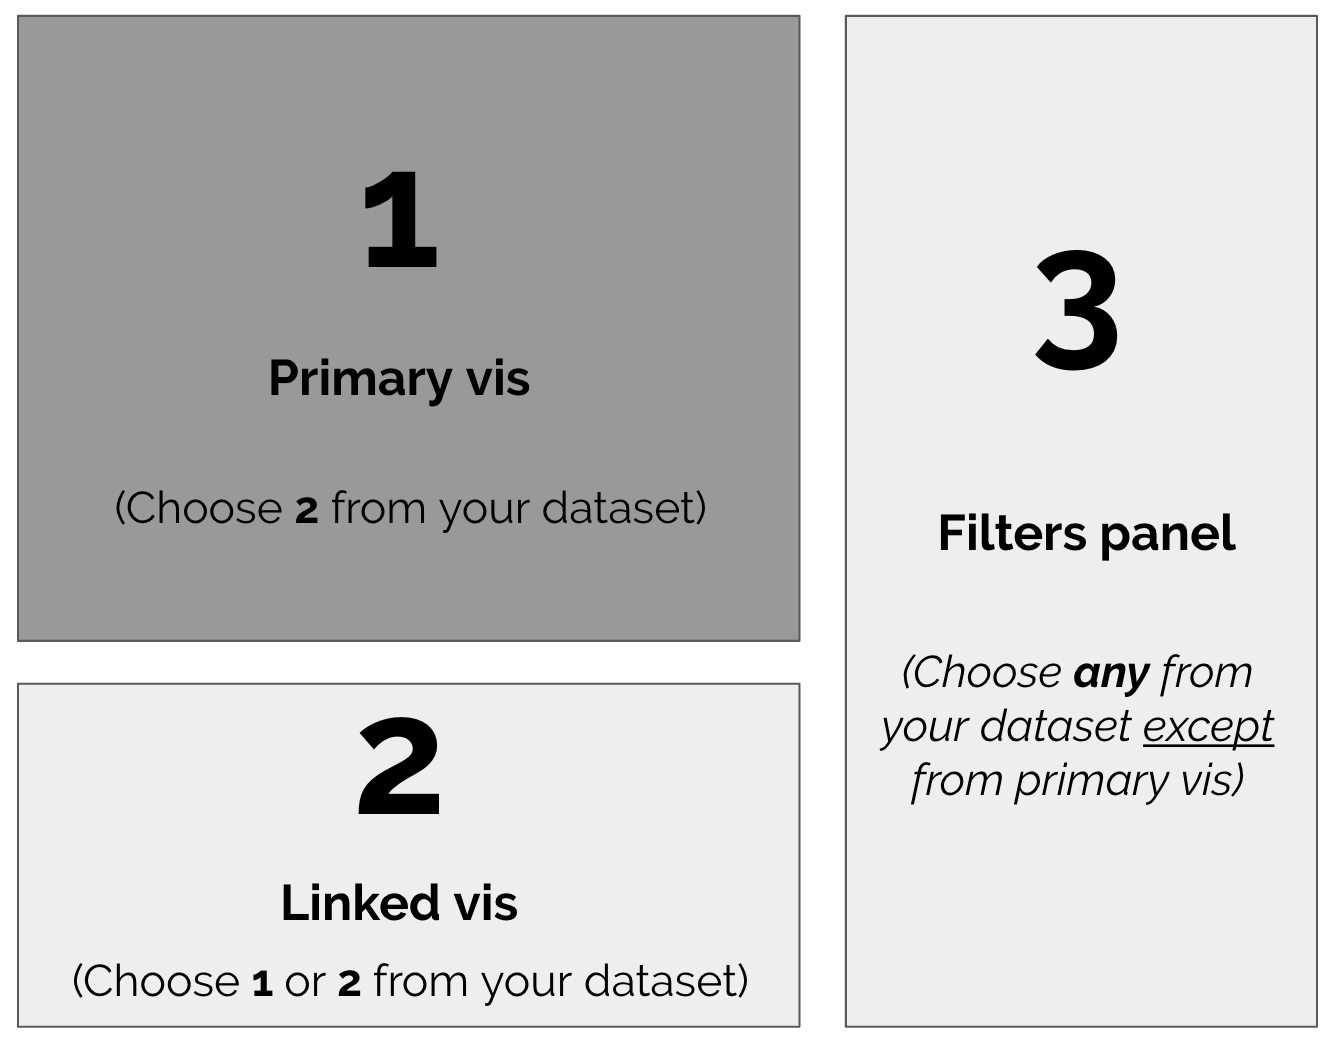 1
Primary vis
(Choose 2 from your dataset)
2
Linked vis
(Choose 1 or 2 from your dataset)
3
Filters panel
(Choose any from
your dataset except
from primary vis)